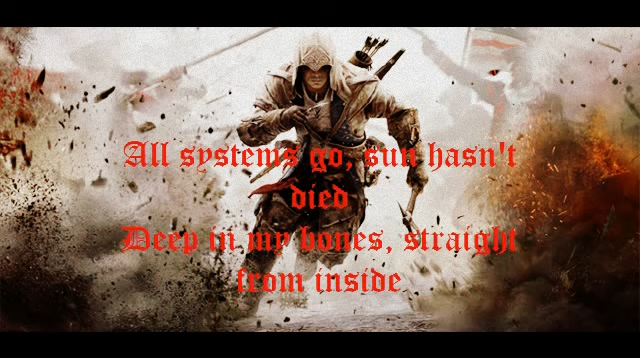 All systems go, sun hasn't
died
Deep in my bones, straight
from inside